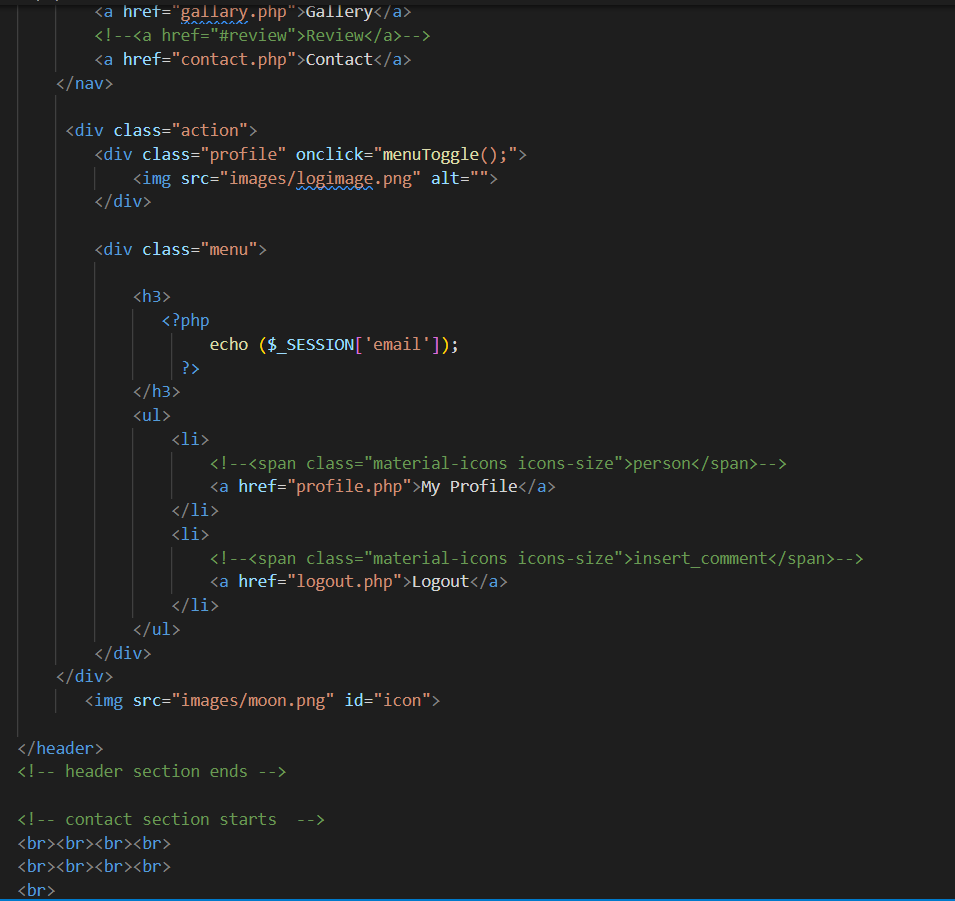 <a href="gallary.php">Gallery</a>
<!--<a href="#review">Review</a>-->
<a href="contact.php">Contact</a>
</nav>
<div class="action">
<div class="profile" onclick="menuToggle();">
<img src="images/logimage.png" alt="">
</div>
<div class="menu">
<h3>
<?php
echo ($_SESSION['email']);
?>
</h3>
<ul>
<li>
<!--<span class="material-icons icons-size">person</span>-->
<a href="profile.php">My Profile</a>
</li>
<li>
<!--<span class="material-icons icons-size">insert_comment</span>-->
<a href="logout.php">Logout</a>
</li>
</ul>
</div>
</div>
<img src="images/moon.png" id="icon">
</header>
<!-- header section ends -->
<!-- contact section starts  -->
<br><br><br><br>
<br><br><br><br>
<br>